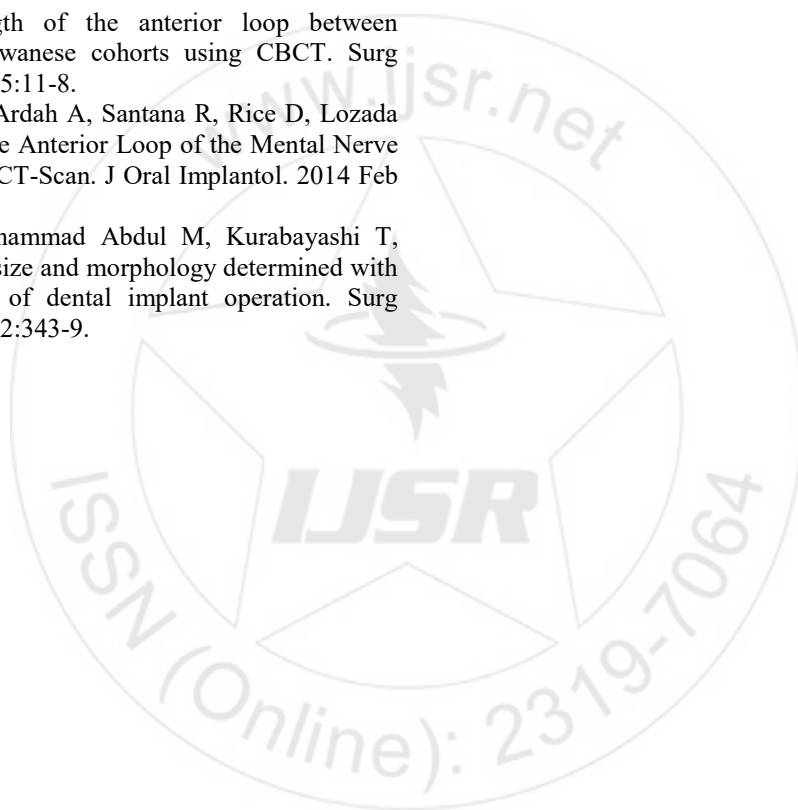 gth of the anterior loop between
wanese cohorts using CBCT. Surg
5:11-8.
Ardah A, Santana R, Rice D, Lozada
e Anterior Loop of the Mental Nerve
CT-Scan. J Oral Implantol. 2014 Feb
hammad Abdul M, Kurabayashi T,
size and morphology determined with
of dental implant operation. Surg
2:343-9.
www.ijsr.net
IJSR
ISSN (Online): 2319-7064